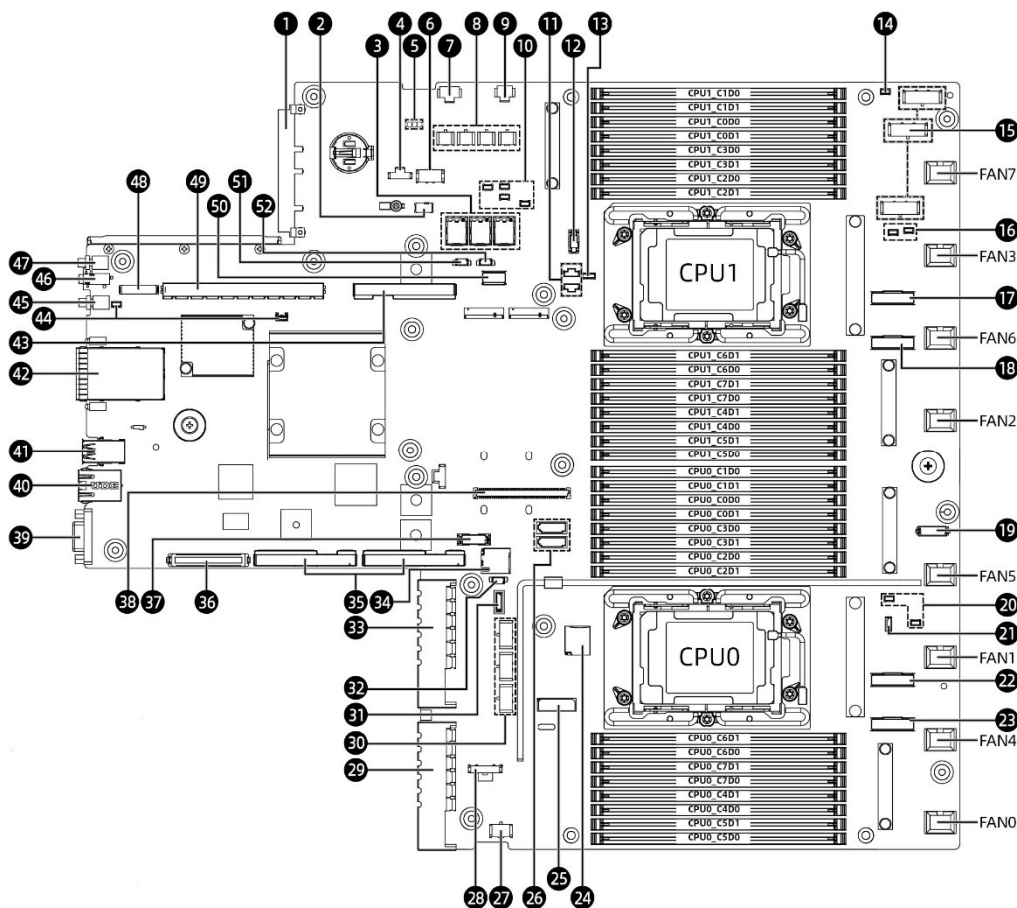 1 2 3 4 5 6 7 8 9 10 11 12 13 14
CPU1_C1D0
CPU1_C1D1
CPU1_C0D0
CPU1_C0D1
CPU1_C3D0
CPU1_C3D1
CPU1_C2D0
CPU1_C2D1
15
FAN7
16
48 49 50 51 52
47
46
45
44
43
42
41
40
39
CPU1
FAN3
17
FAN6
18
FAN2
CPU1_C6D1
CPU1_C6D0
CPU1_C7D1
CPU1_C7D0
CPU1_C4D1
CPU1_C4D0
CPU1_C5D1
CPU1_C5D0
CPU0_C1D0
CPU0_C1D1
CPU0_C0D0
CPU0_C0D1
CPU0_C3D0
CPU0_C3D1
CPU0_C2D0
CPU0_C2D1
UDE
19
FAN5
20
21
FAN1
22
23
FAN4
FAN0
38 37 36 35 34
33
32
31
30
29
CPU0
CPU0_C6D1
CPU0_C6D0
CPU0_C7D1
CPU0_C7D0
CPU0_C4D1
CPU0_C4D0
CPU0_C5D1
CPU0_C5D0
28 27 26 25 24